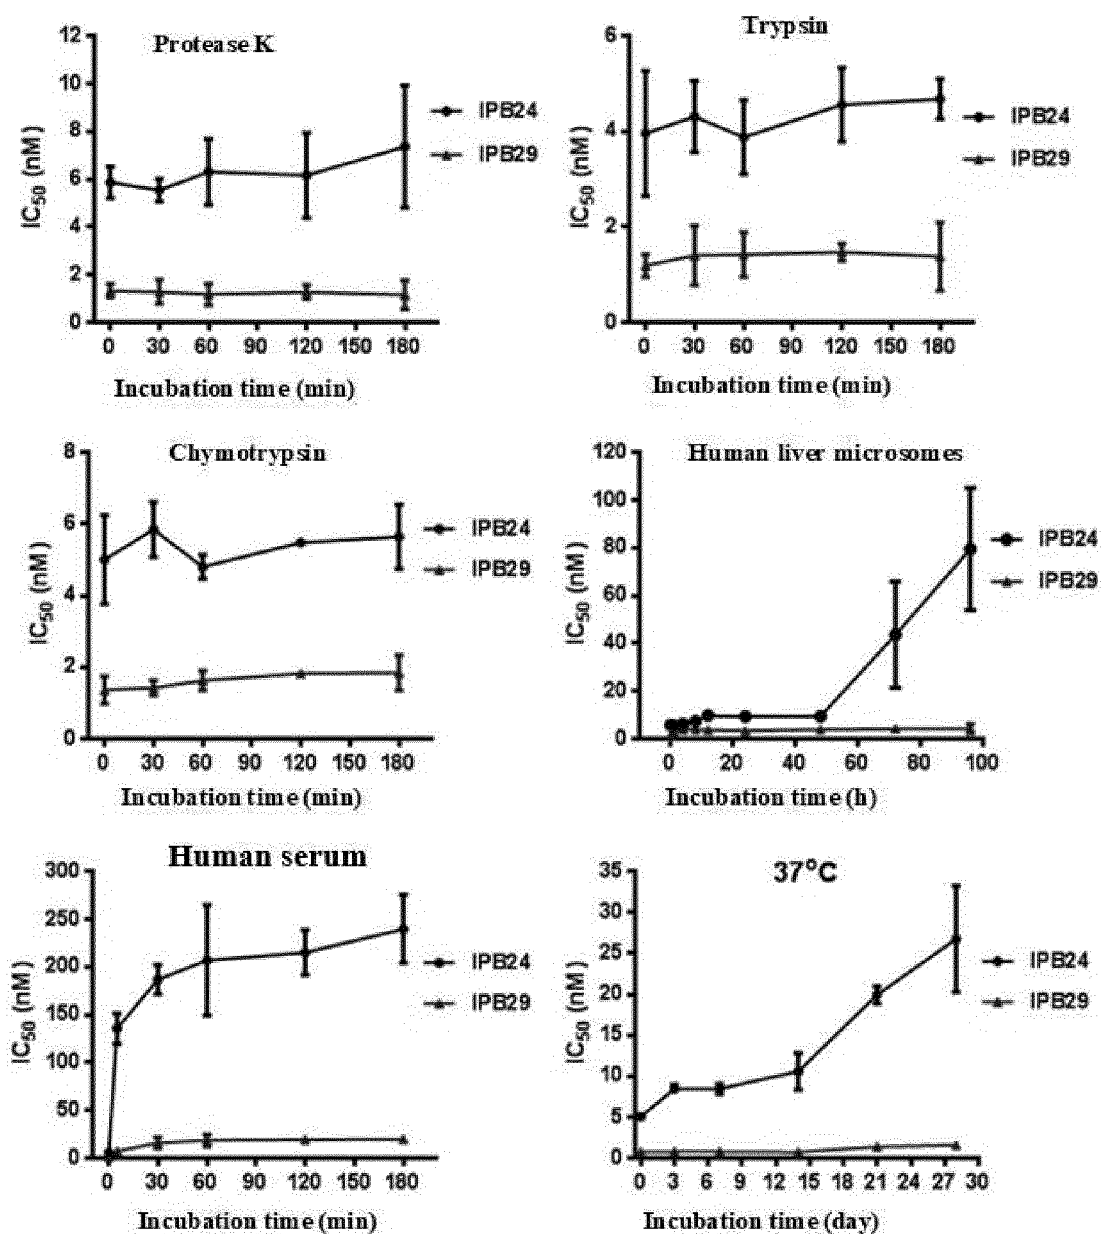 Protease K
12
10
8
6
4
2
0
IC50 (nM)
IPB24
IPB29
0 30 60 90 120 150 180
Incubation time (min)
Trypsin
6
4
2
0
IC50 (nM)
IPB24
IPB29
0 30 60 90 120 150 180
Incubation time (min)
Chymotrypsin
8
6
4
2
0
IC50 (nM)
IPB24
IPB29
0 30 60 90 120 150 180
Incubation time (min)
Human liver microsomes
120
100
80
60
40
20
0
IC50 (nM)
IPB24
IPB29
0 20 40 60 80 100
Incubation time (h)
Human serum
300
250
200
150
100
50
0
IC50 (nM)
IPB24
IPB29
0 30 60 90 120 150 180
Incubation time (min)
37°C
35
30
25
20
15
10
5
0
IC50 (nM)
IPB24
IPB29
0 3 6 9 12 15 18 21 24 27 30
Incubation time (day)